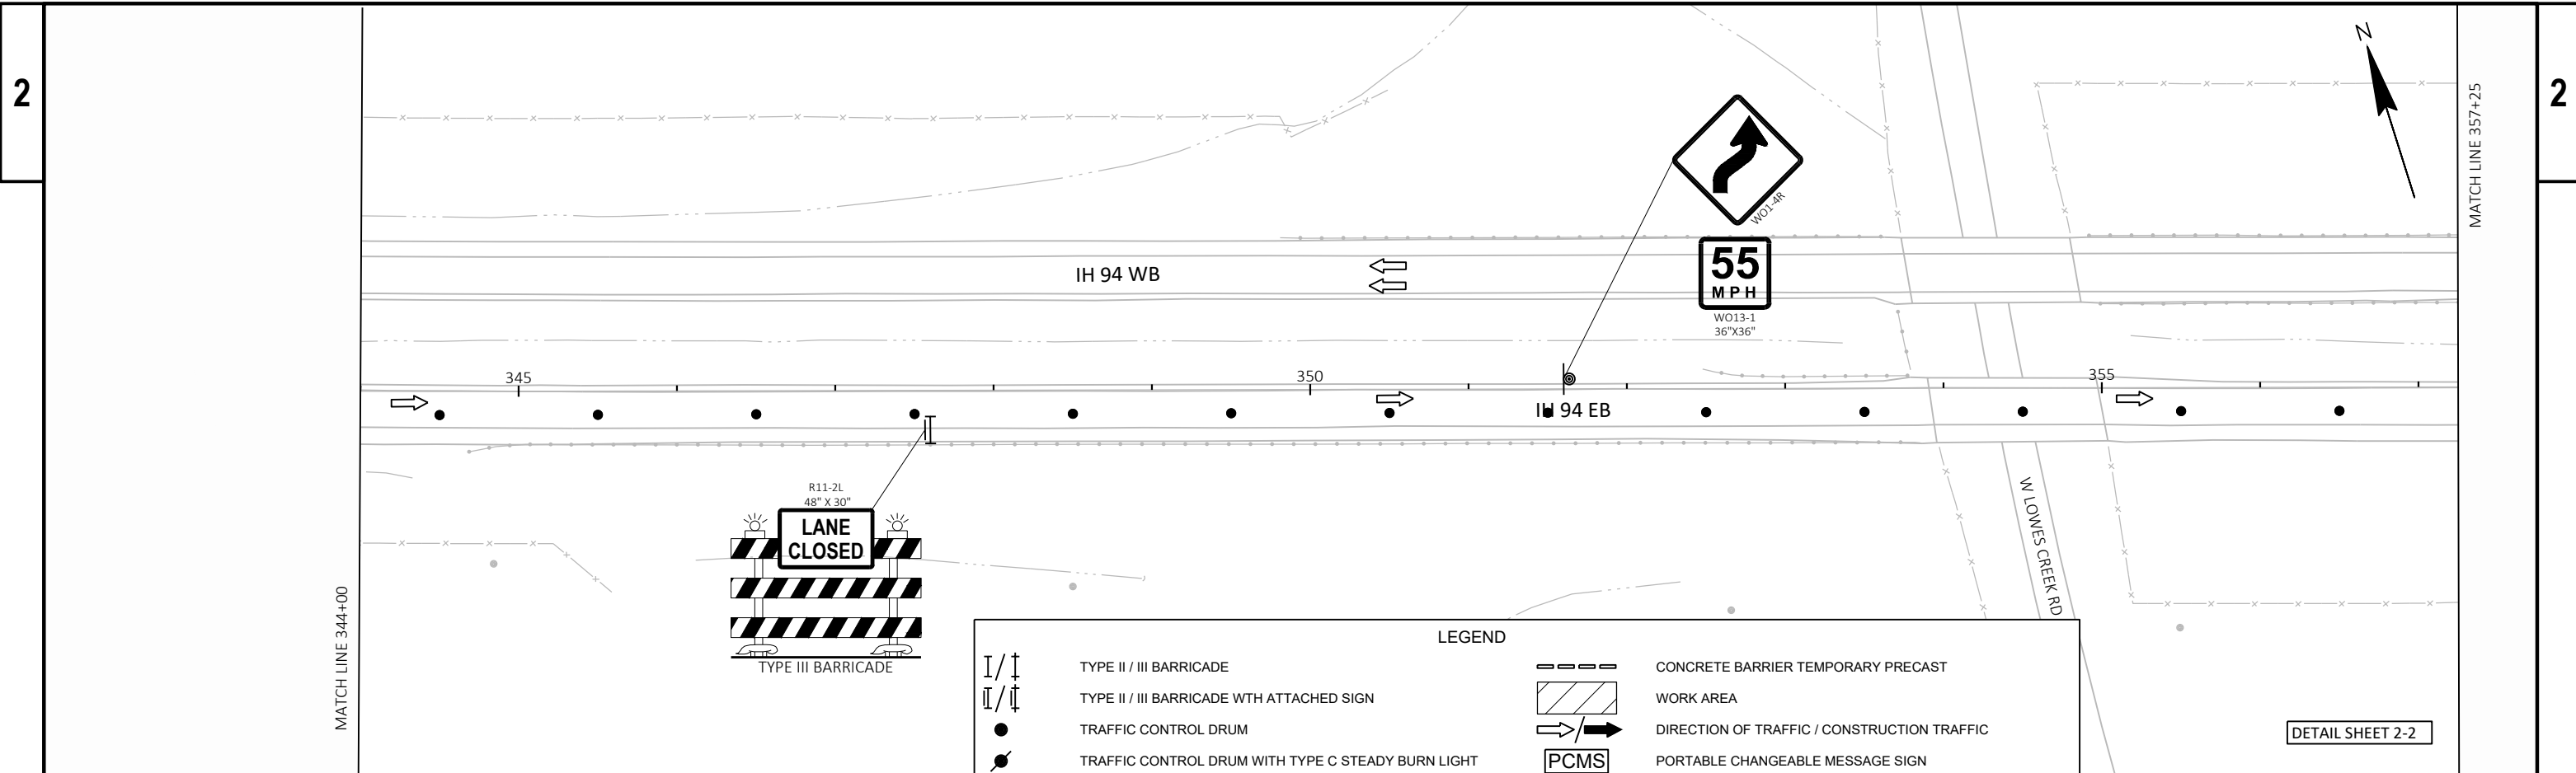 2
2
N
MATCH LINE 357+25
WO1-4R
55
MPH
WO13-1
36"X36"
IH 94 WB
345
350
355
IH 94 EB
R11-2L
48" X 30"
LANE
CLOSED
TYPE III BARRICADE
MATCH LINE 344+00
W LOWES CREEK RD
LEGEND
TYPE II / III BARRICADE
TYPE II / III BARRICADE WTH ATTACHED SIGN
TRAFFIC CONTROL DRUM
TRAFFIC CONTROL DRUM WITH TYPE C STEADY BURN LIGHT
CONCRETE BARRIER TEMPORARY PRECAST
WORK AREA
DIRECTION OF TRAFFIC / CONSTRUCTION TRAFFIC
PCMS PORTABLE CHANGEABLE MESSAGE SIGN
DETAIL SHEET 2-2